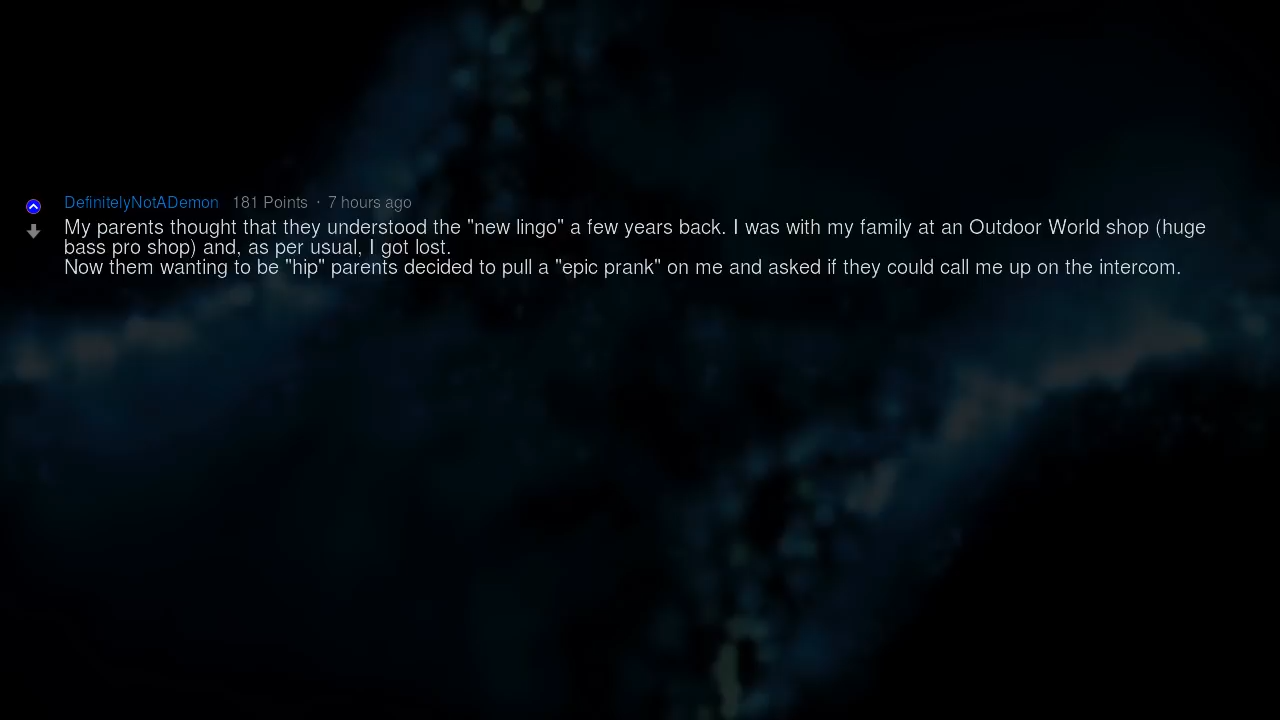 DefinitelyNotADemon 181 Points · 7 hours ago
My parents thought that they understood the "new lingo" a few years back. I was with my family at an Outdoor World shop (huge
bass pro shop) and, as per usual, I got lost.
Now them wanting to be "hip" parents decided to pull a "epic prank" on me and asked if they could call me up on the intercom.